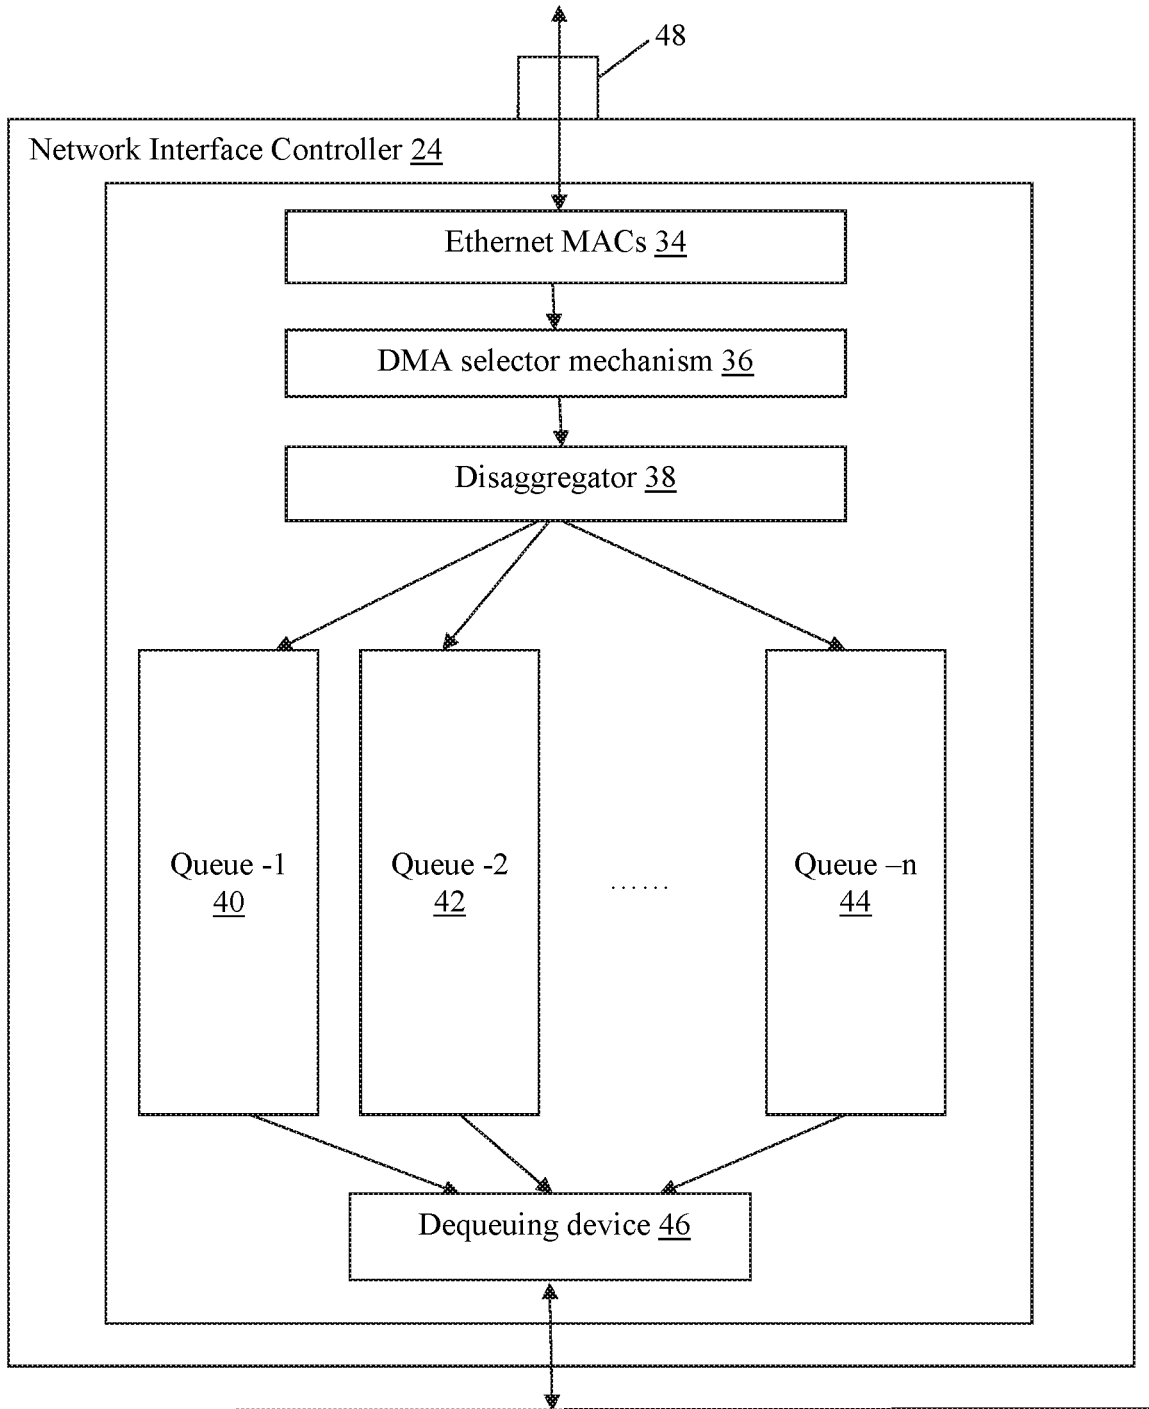 48
Network Interface Controller 24
Ethernet MACs 34
DMA selector mechanism 36
Disaggregator 38
Queue -1
40
Queue -2
42
......
Queue –n
44
Dequeuing device 46